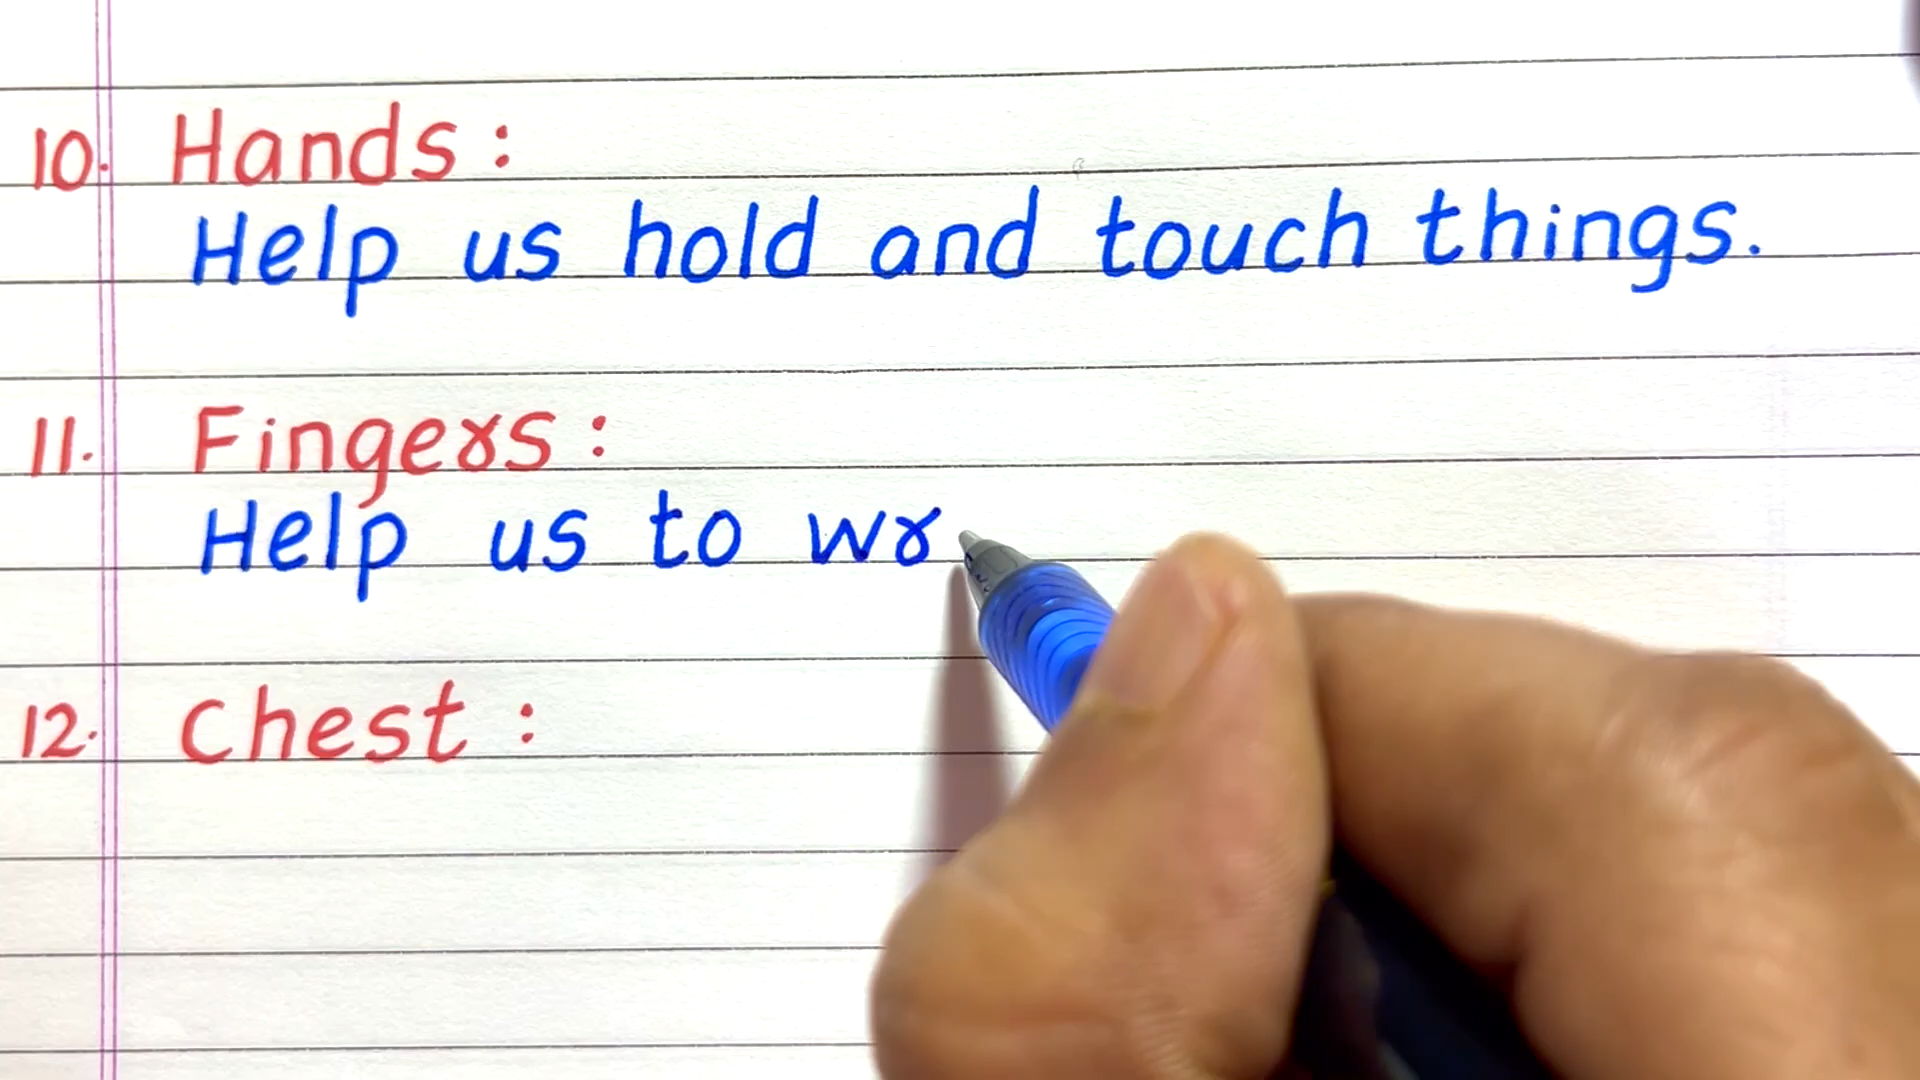 10. Hands :
Help us hold and touch things.
11. Fingers :
Help us to wr
12. Chest :